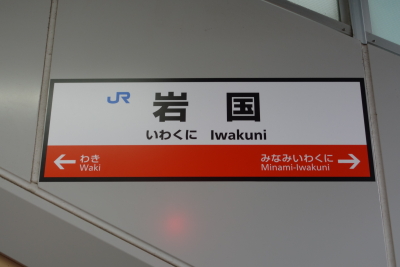 JR 岩国
いわくに Iwakuni
← わき みなみいわくに →
Waki Minami-Iwakuni